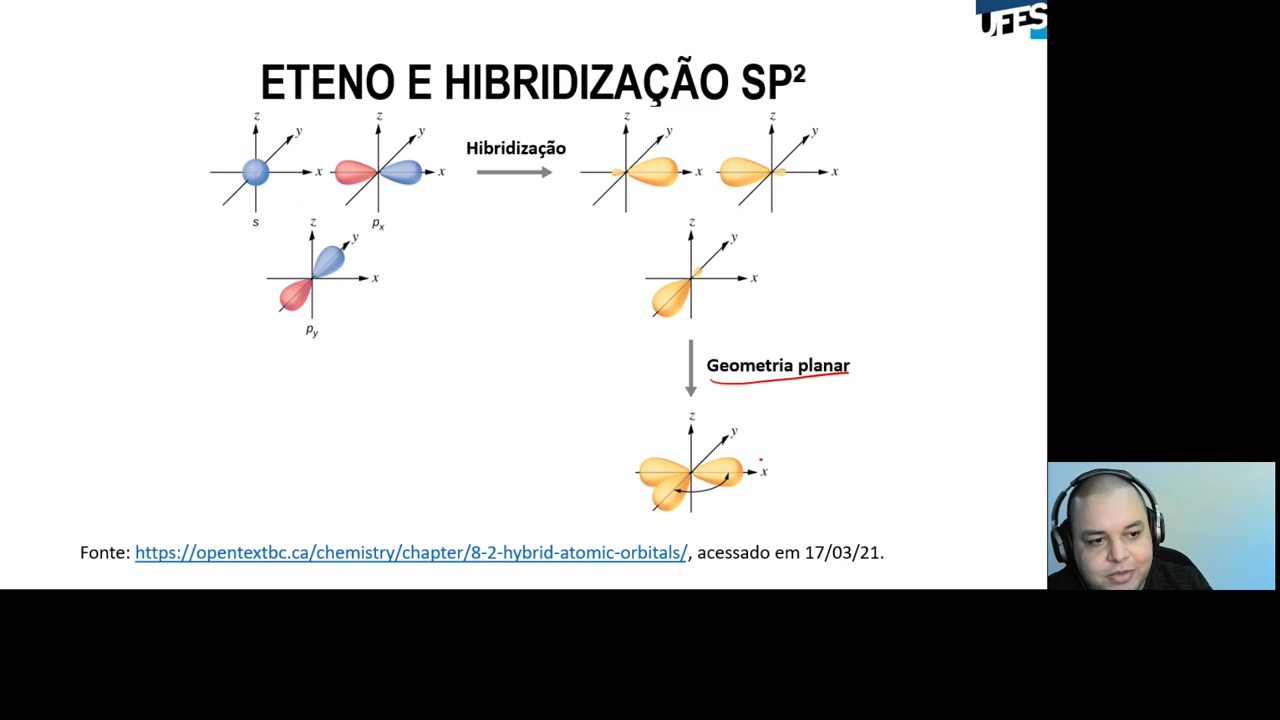 UFES
ETENO E HIBRIDIZAÇÃO SP²
z y x z y x
s pₓ
Hibridização
z y x z y x
z y x
p_y
z y x
Geometria planar
z y x
Fonte: https://opentextbc.ca/chemistry/chapter/8-2-hybrid-atomic-orbitals/, acessado em 17/03/21.